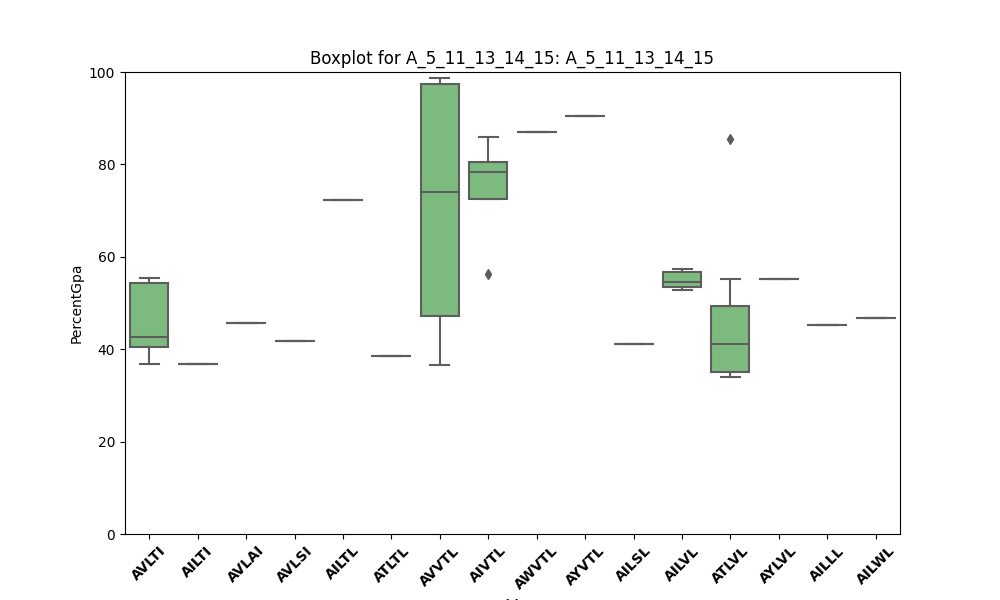 Boxplot for A_5_11_13_14_15: A_5_11_13_14_15
PercentGpa
100
80
60
40
20
0
AVLTI
AILTI
AVLAI
AVLSI
AILTL
ATLTL
AVVTL
AIVTL
AWVTL
AYVTL
AILSL
AILVL
ATLVL
AYLVL
AILLL
AILWL